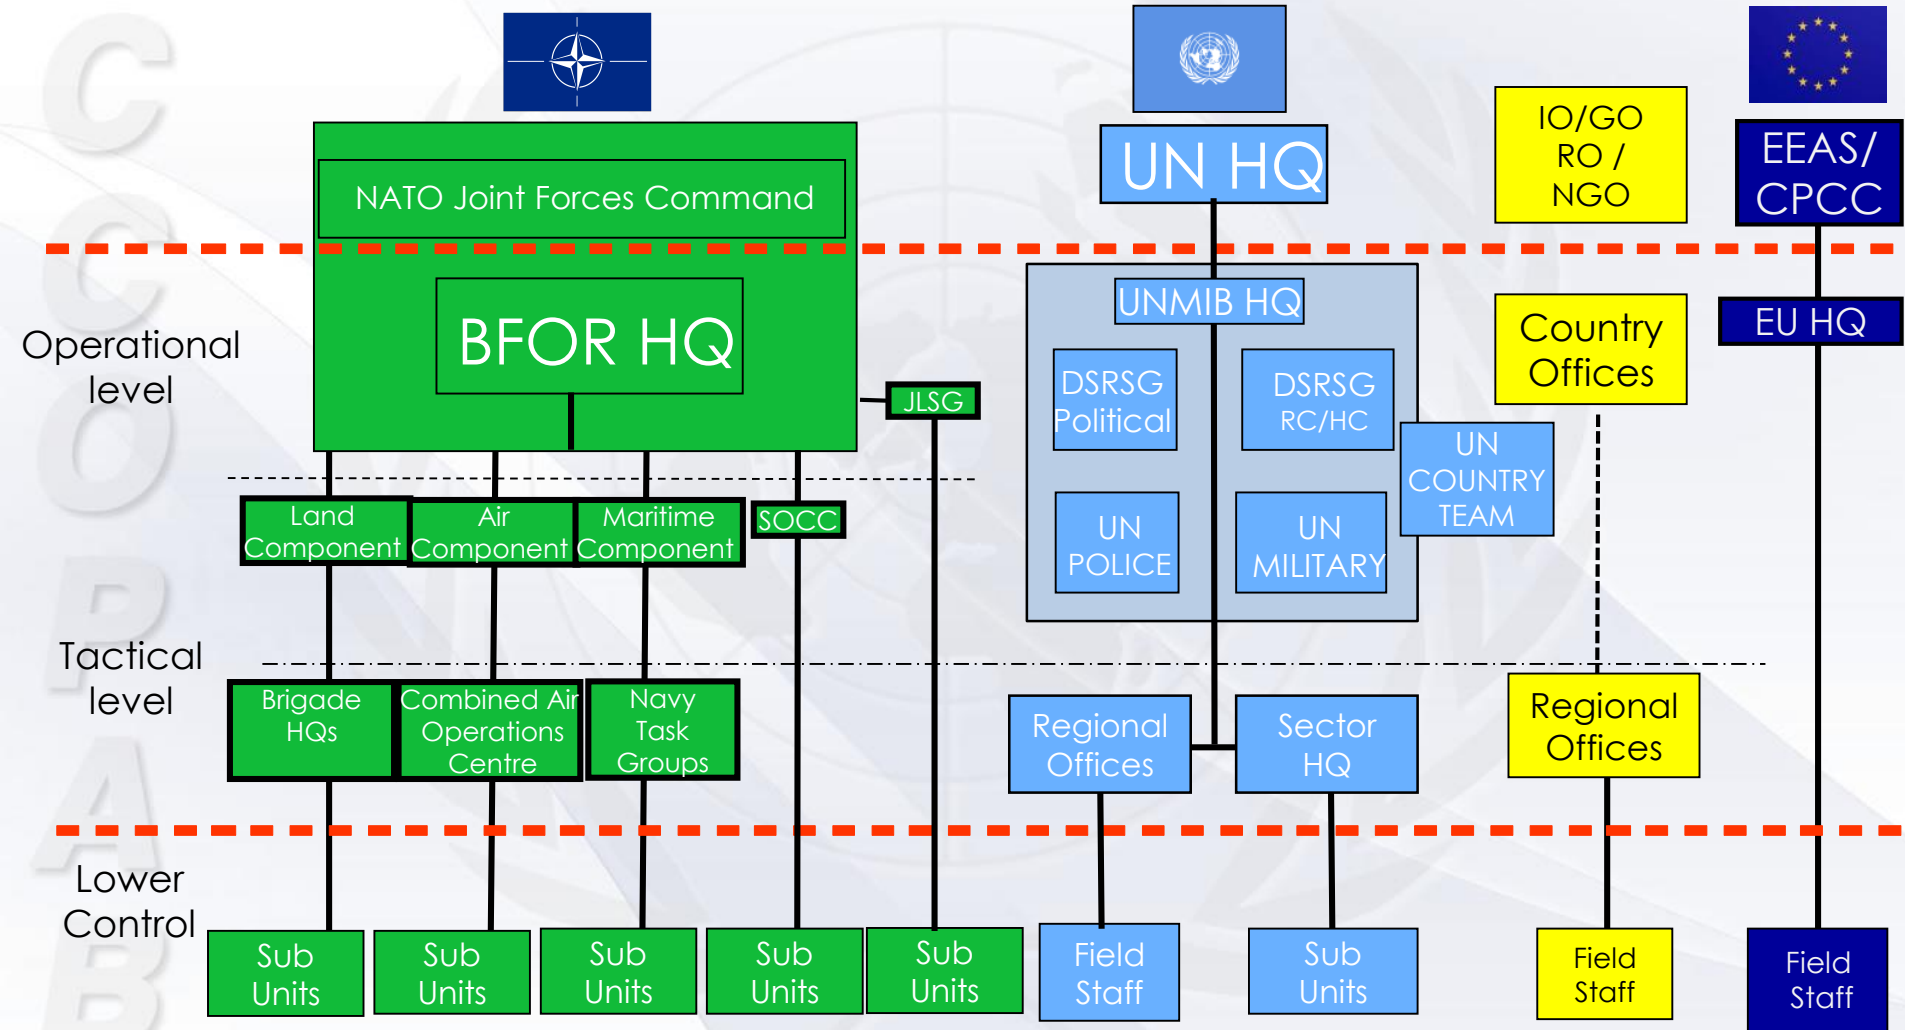 C
C
O
P
A
B
NATO Joint Forces Command
BFOR HQ
JLSG
UN HQ
IO/GO
RO /
NGO
EEAS/
CPCC
Operational
level
UNMIB HQ
DSRSG
Political
DSRSG
RC/HC
UN
COUNTRY
TEAM
UN
POLICE
UN
MILITARY
Country
Offices
EU HQ
Land
Component
Air
Component
Maritime
Component
SOCC
Tactical
level
Brigade
HQs
Combined Air
Operations
Centre
Navy
Task
Groups
Regional
Offices
Sector
HQ
Regional
Offices
Lower
Control
Sub
Units
Sub
Units
Sub
Units
Sub
Units
Sub
Units
Field
Staff
Sub
Units
Field
Staff
Field
Staff